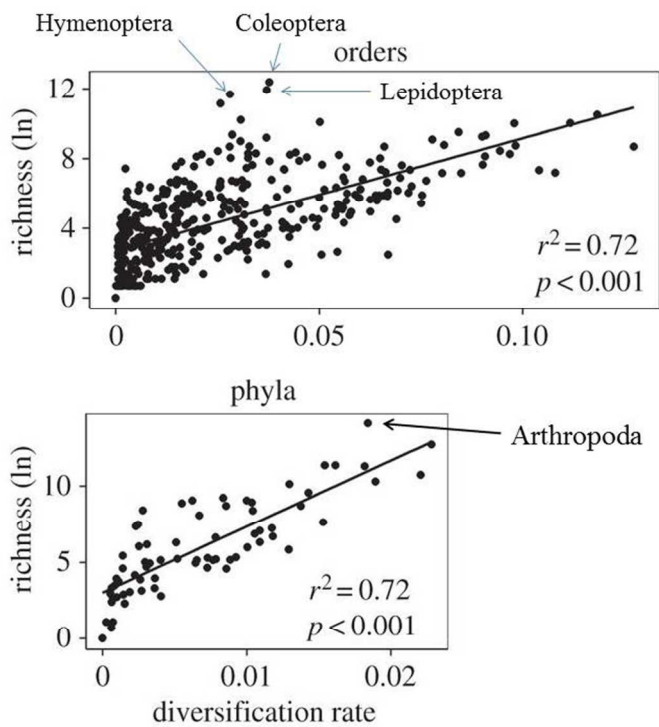 Hymenoptera
Coleoptera
orders
Lepidoptera
richness (ln)
12
8
4
0
r² = 0.72
p < 0.001
0
0.05
0.10
phyla
Arthropoda
richness (ln)
10
5
0
r² = 0.72
p < 0.001
0
0.01
0.02
diversification rate